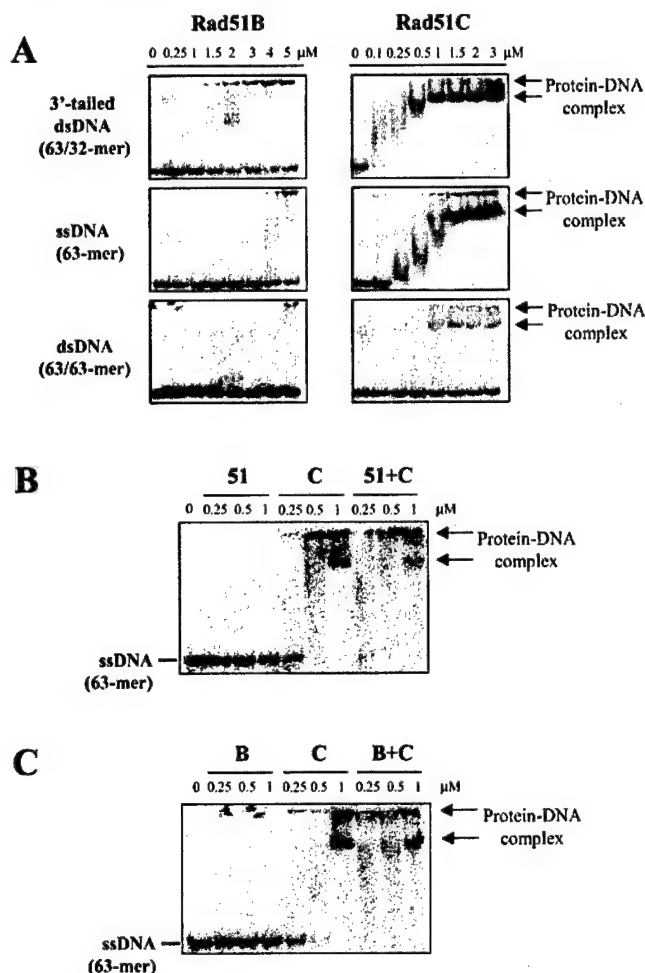 A
Rad51B
Rad51C
0 0.25 1 1.5 2 3 4 5 µM
0 0.1 0.25 0.5 1 1.5 2 3 µM
3'-tailed
dsDNA
(63/32-mer)
Protein-DNA
complex
ssDNA
(63-mer)
Protein-DNA
complex
dsDNA
(63/63-mer)
Protein-DNA
complex
B
51 C 51+C
0 0.25 0.5 1 0.25 0.5 1 0.25 0.5 1 µM
Protein-DNA
complex
ssDNA
(63-mer)
C
B C B+C
0 0.25 0.5 1 0.25 0.5 1 0.25 0.5 1 µM
Protein-DNA
complex
ssDNA
(63-mer)